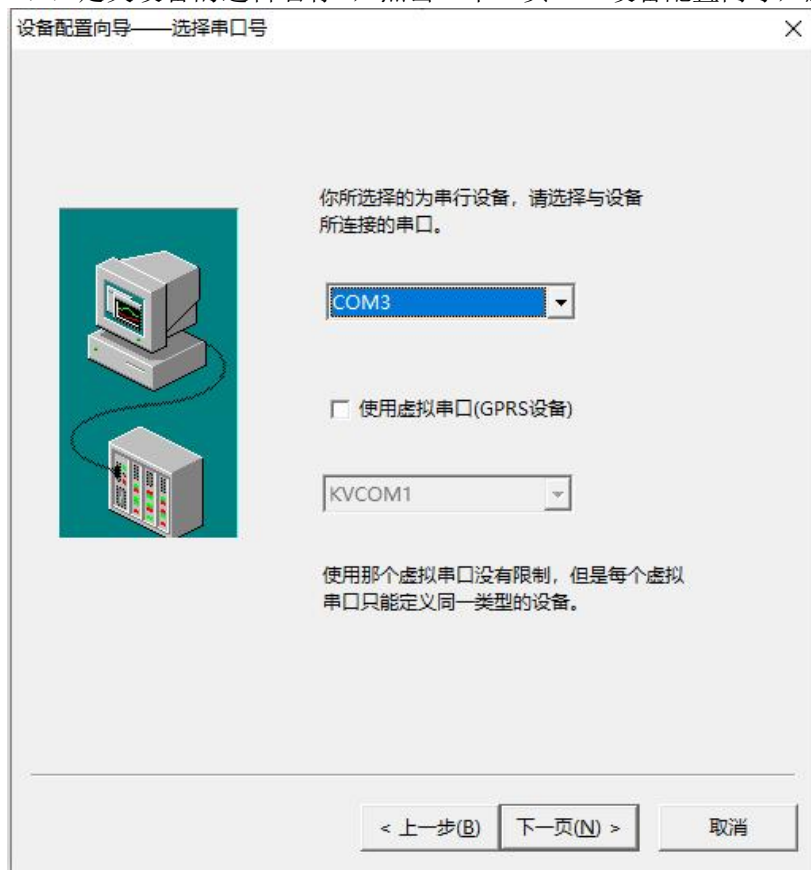 设备配置向导——选择串口号
你所选择的为串行设备，请选择与设备
所连接的串口。
COM3
使用虚拟串口(GPRS设备)
KVCOM1
使用那个虚拟串口没有限制，但是每个虚拟
串口只能定义同一类型的设备。
< 上一步(B)
下一页(N) >
取消